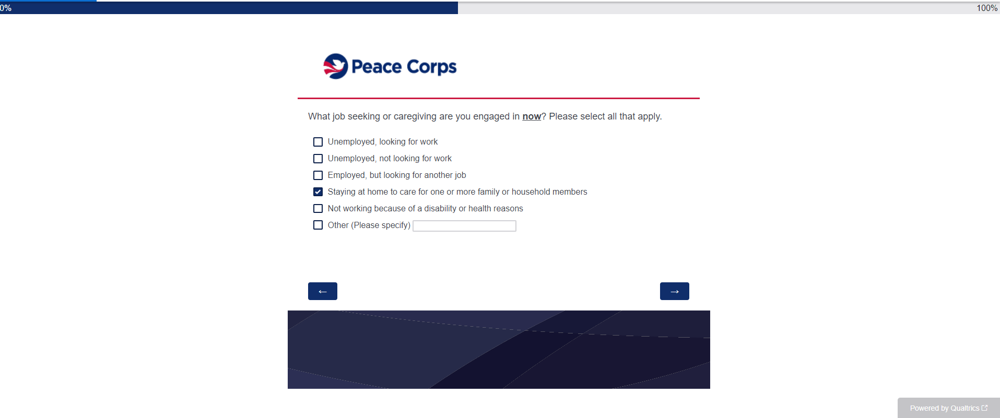 0%
100%
Peace Corps
What job seeking or caregiving are you engaged in now? Please select all that apply.
Unemployed, looking for work
Unemployed, not looking for work
Employed, but looking for another job
Staying at home to care for one or more family or household members
Not working because of a disability or health reasons
Other (Please specify)
←
→
Powered by Qualtrics